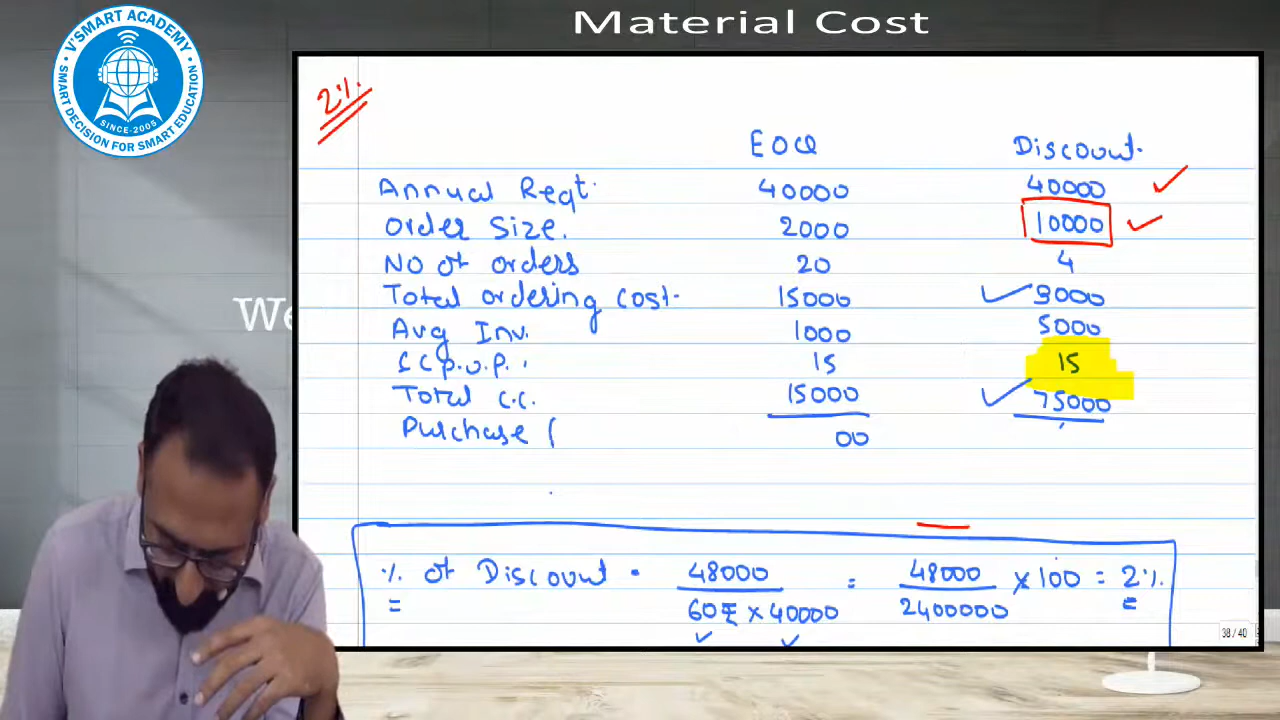 Material Cost
V'SMART ACADEMY
SINCE-2005
SMART DECISION FOR SMART EDUCATION
We
2%
EOQ Discount
Annual Reqt. 40000 40000
Order Size. 2000 10000
No of orders 20 4
Total ordering cost. 15000 3000
Avg Inv. 1000 5000
C C p.u.p. 15 15
Total C.C. 15000 75000
Purchase ( 00
% of Discount = 48000 / 60₹ × 40000 = 48000 / 2400000 × 100 = 2%
38 / 40